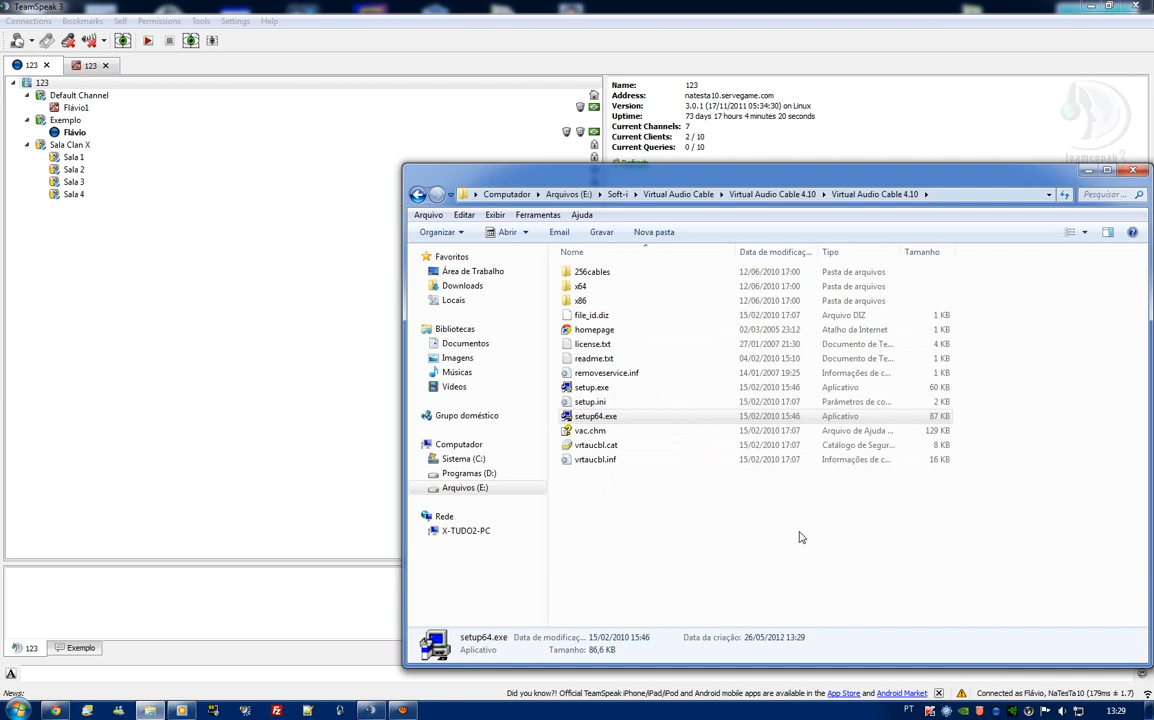 TeamSpeak 3
Connections Bookmarks Self Permissions Tools Settings Help
123 123
123
Default Channel
Flávio1
Exemplo
Flávio
Sala Clan X
Sala 1
Sala 2
Sala 3
Sala 4
Name: 123
Address: natesta10.servegame.com
Version: 3.0.1 (17/11/2011 05:34:30) on Linux
Uptime: 73 days 17 hours 4 minutes 20 seconds
Current Channels: 7
Current Clients: 2 / 10
Current Queries: 0 / 10
Refresh
teamspeak 3
Computador Arquivos (E:) Soft-i Virtual Audio Cable Virtual Audio Cable 4.10 Virtual Audio Cable 4.10 Pesquisar...
Arquivo Editar Exibir Ferramentas Ajuda
Organizar Abrir Email Gravar Nova pasta
Favoritos
Área de Trabalho
Downloads
Locais
Bibliotecas
Documentos
Imagens
Músicas
Vídeos
Grupo doméstico
Computador
Sistema (C:)
Programas (D:)
Arquivos (E:)
Rede
X-TUDO2-PC
Nome Data de modificaç... Tipo Tamanho
256cables 12/06/2010 17:00 Pasta de arquivos
x64 12/06/2010 17:00 Pasta de arquivos
x86 12/06/2010 17:00 Pasta de arquivos
file_id.diz 15/02/2010 17:07 Arquivo DIZ 1 KB
homepage 02/03/2005 23:12 Atalho da Internet 1 KB
license.txt 27/01/2007 21:30 Documento de Te... 4 KB
readme.txt 04/02/2010 15:10 Documento de Te... 1 KB
removeservice.inf 14/01/2007 19:25 Informações de c... 1 KB
setup.exe 15/02/2010 15:46 Aplicativo 60 KB
setup.ini 15/02/2010 17:07 Parâmetros de co... 2 KB
setup64.exe 15/02/2010 15:46 Aplicativo 87 KB
vac.chm 15/02/2010 17:07 Arquivo de Ajuda ... 129 KB
vrtaucbl.cat 15/02/2010 17:07 Catálogo de Segur... 8 KB
vrtaucbl.inf 15/02/2010 17:07 Informações de c... 16 KB
setup64.exe Data de modificaç... 15/02/2010 15:46 Data da criação: 26/05/2012 13:29
Aplicativo Tamanho: 86,6 KB
123 Exemplo
A
News: Did you know?! Official TeamSpeak iPhone/iPad/iPod and Android mobile apps are available in the App Store and Android Market Connected as Flávio, NaTesTa10 (179ms ± 1.7)
PT 13:29